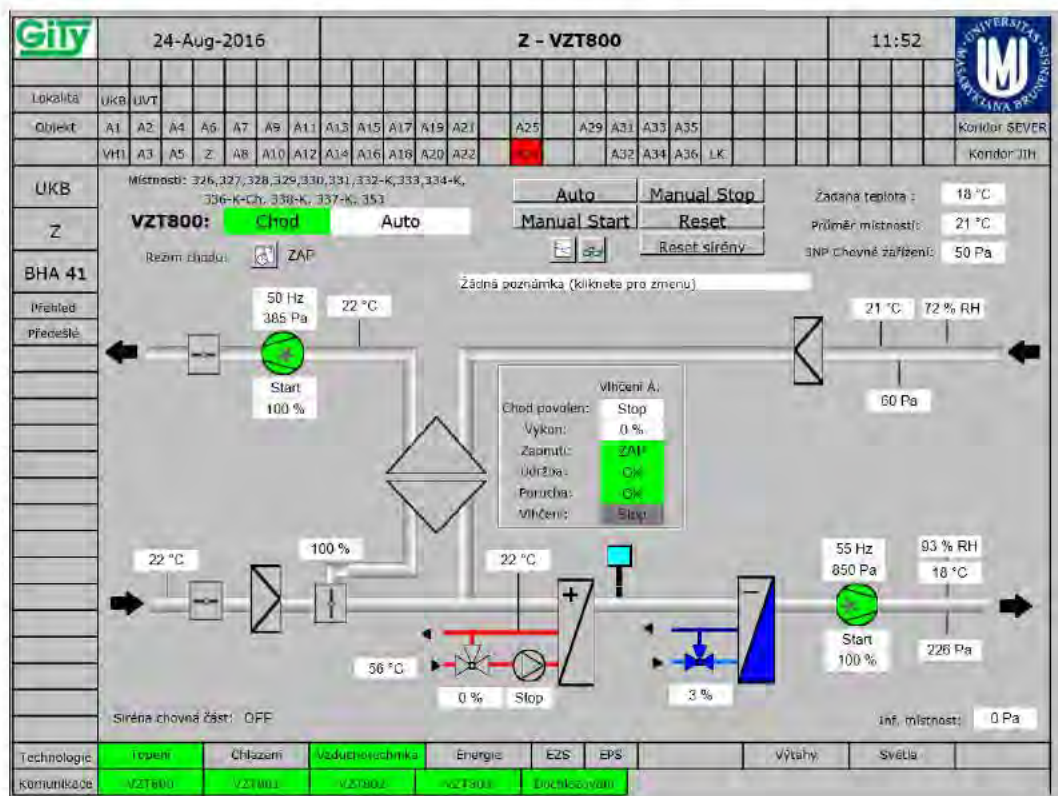 Gity 24-Aug-2016 Z - VZT800 11:52
UNIVERSITAS MASARYKIANA BRUNENSIS
Lokalita UKB UVT
Objekt A1 A2 A4 A6 A7 A9 A11 A13 A15 A17 A19 A21 A25 A29 A31 A33 A35 Koridor SEVER
VH1 A3 A5 Z A8 A10 A12 A14 A16 A18 A20 A22 A32 A34 A36 LK Koridor JIH
UKB
Z
BHA 41
Přehled
Předešlé
Místnosti: 326,327,328,329,330,331,332-K,333,334-K,
336-K-Ch, 338-K, 337-K, 353
VZT800: Chod Auto
Režim chodu: ZAP
Auto Manual Stop
Manual Start Reset
Reset sirény
Žádaná teplota : 18 °C
Průměr místností: 21 °C
SNP Chovné zařízení: 50 Pa
Žádná poznámka (kliknete pro zmenu)
50 Hz
385 Pa
22 °C
Start
100 %
21 °C 72 % RH
60 Pa
Vlhčení A:
Chod povolen: Stop
Výkon: 0 %
Zapnutí: ZAP
Údržba: OK
Porucha: OK
Vlhčení: Stop
22 °C
100 %
22 °C
+
-
55 Hz
850 Pa
93 % RH
18 °C
Start
100 %
226 Pa
56 °C
0 %
Stop
3 %
Siréna chovná část: OFF
Inf. místnost: 0 Pa
Technologie Topení Chlazení Vzduchotechnika Energie EZS EPS Výtahy Světla
Komunikace VZT800 VZT801 VZT802 VZT803 Dochlazování